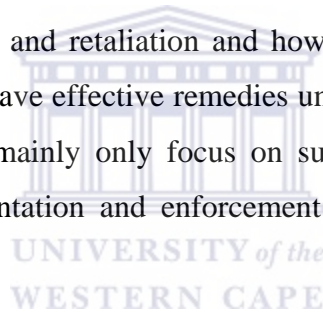 and retaliation and how
ave effective remedies un
mainly only focus on su
ntation and enforcement
UNIVERSITY of the
WESTERN CAPE